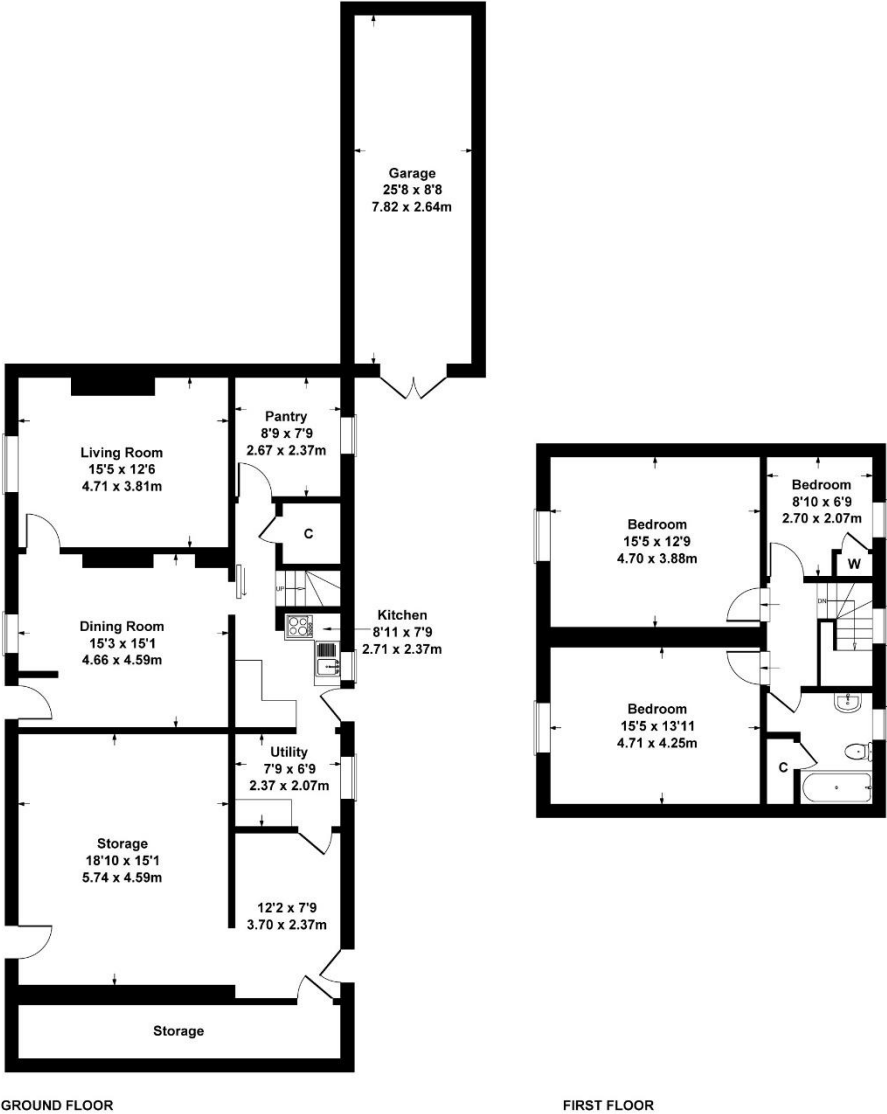 Garage
25'8 x 8'8
7.82 x 2.64m
Living Room
15'5 x 12'6
4.71 x 3.81m
Pantry
8'9 x 7'9
2.67 x 2.37m
C
UP
Dining Room
15'3 x 15'1
4.66 x 4.59m
Kitchen
8'11 x 7'9
2.71 x 2.37m
Utility
7'9 x 6'9
2.37 x 2.07m
Storage
18'10 x 15'1
5.74 x 4.59m
12'2 x 7'9
3.70 x 2.37m
Storage
GROUND FLOOR
Bedroom
15'5 x 12'9
4.70 x 3.88m
Bedroom
8'10 x 6'9
2.70 x 2.07m
W
DN
Bedroom
15'5 x 13'11
4.71 x 4.25m
C
FIRST FLOOR